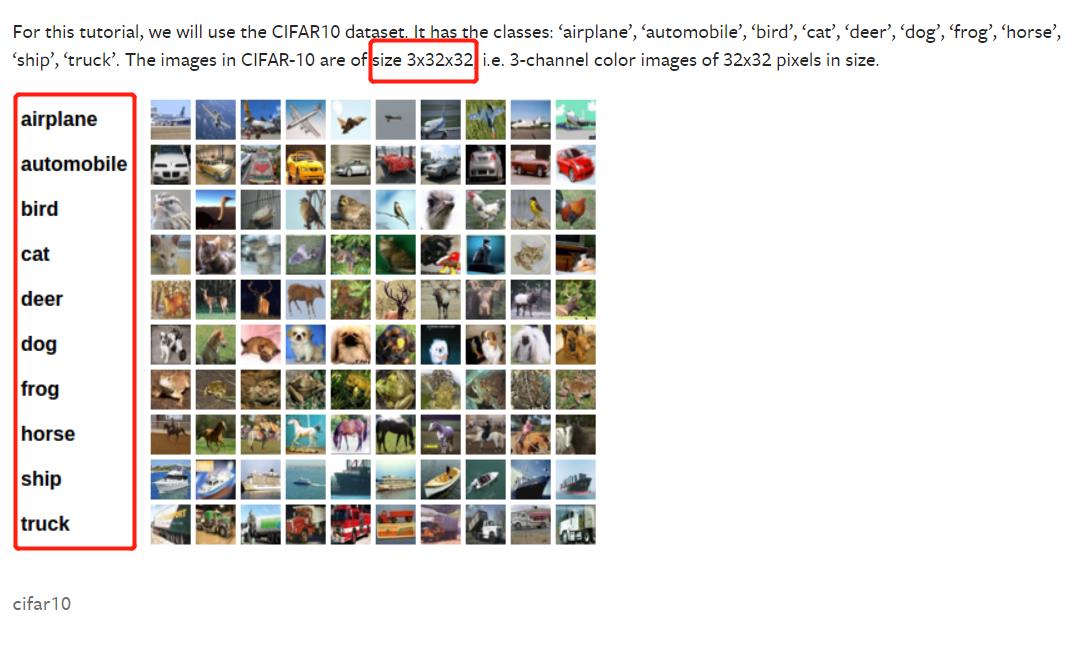 For this tutorial, we will use the CIFAR10 dataset. It has the classes: ‘airplane’, ‘automobile’, ‘bird’, ‘cat’, ‘deer’, ‘dog’, ‘frog’, ‘horse’,
‘ship’, ‘truck’. The images in CIFAR-10 are of size 3x32x32, i.e. 3-channel color images of 32x32 pixels in size.
airplane
automobile
bird
cat
deer
dog
frog
horse
ship
truck
cifar10